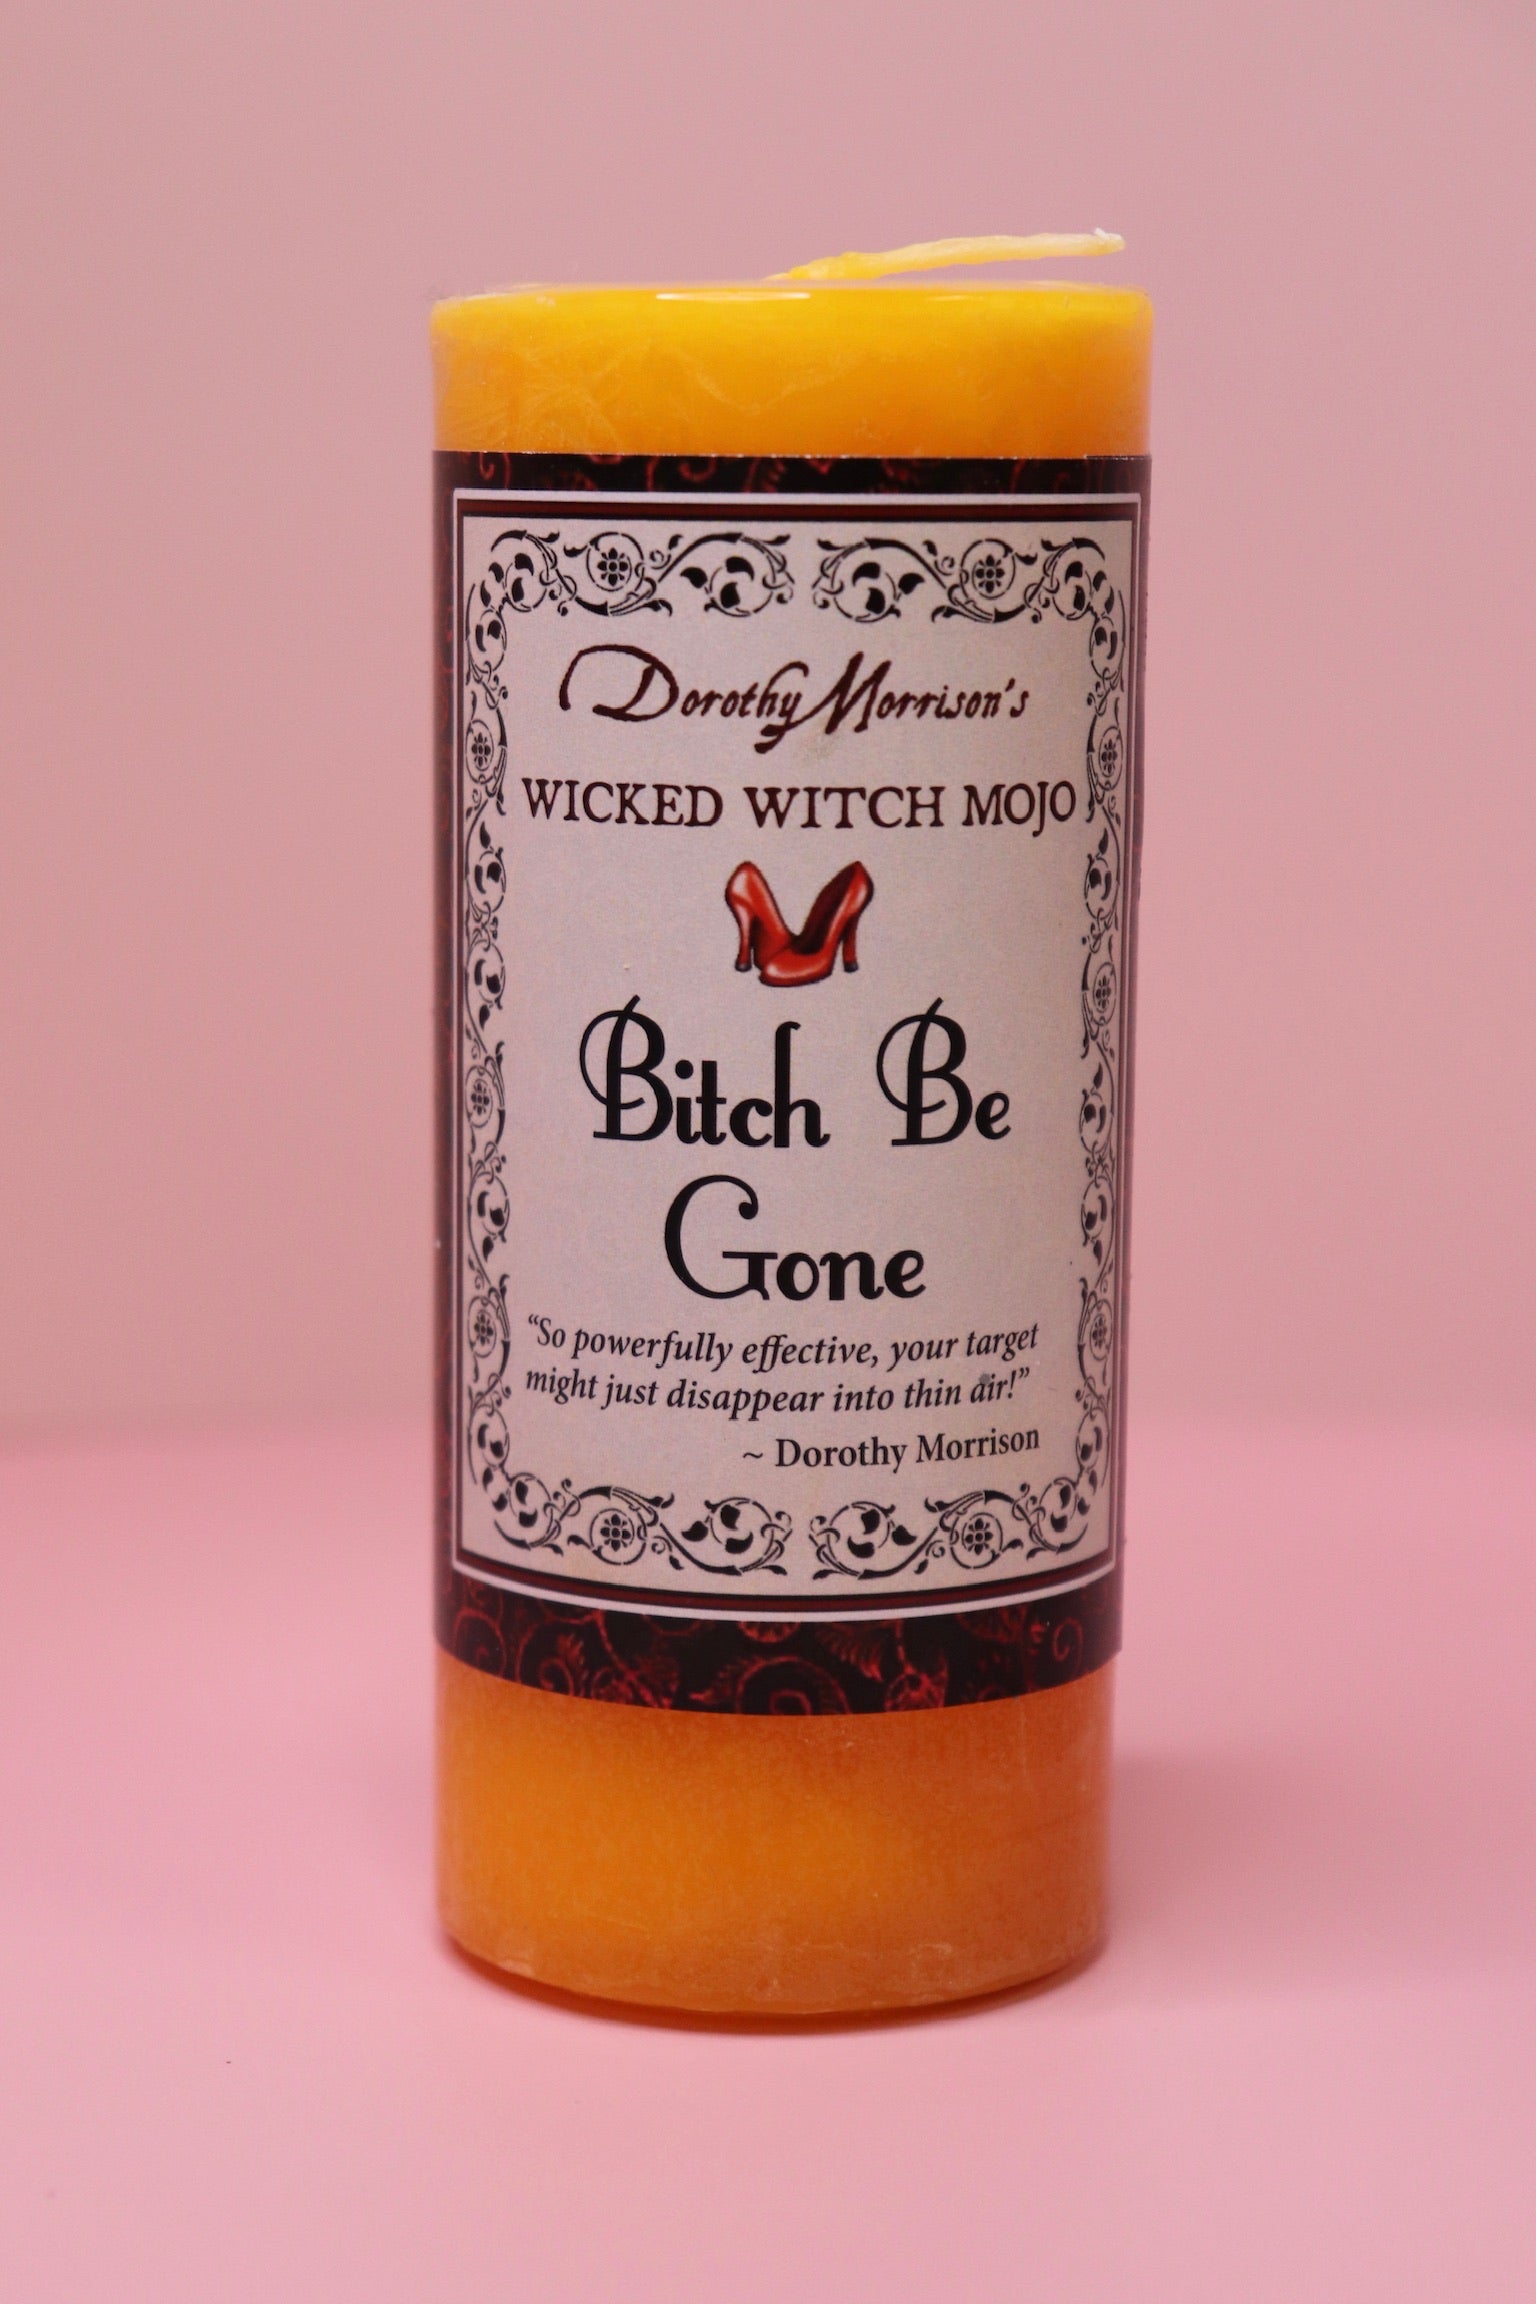 Dorothy Morrison's
WICKED WITCH MOJO
Bitch Be
Gone
“So powerfully effective, your target
might just disappear into thin air!”
~ Dorothy Morrison